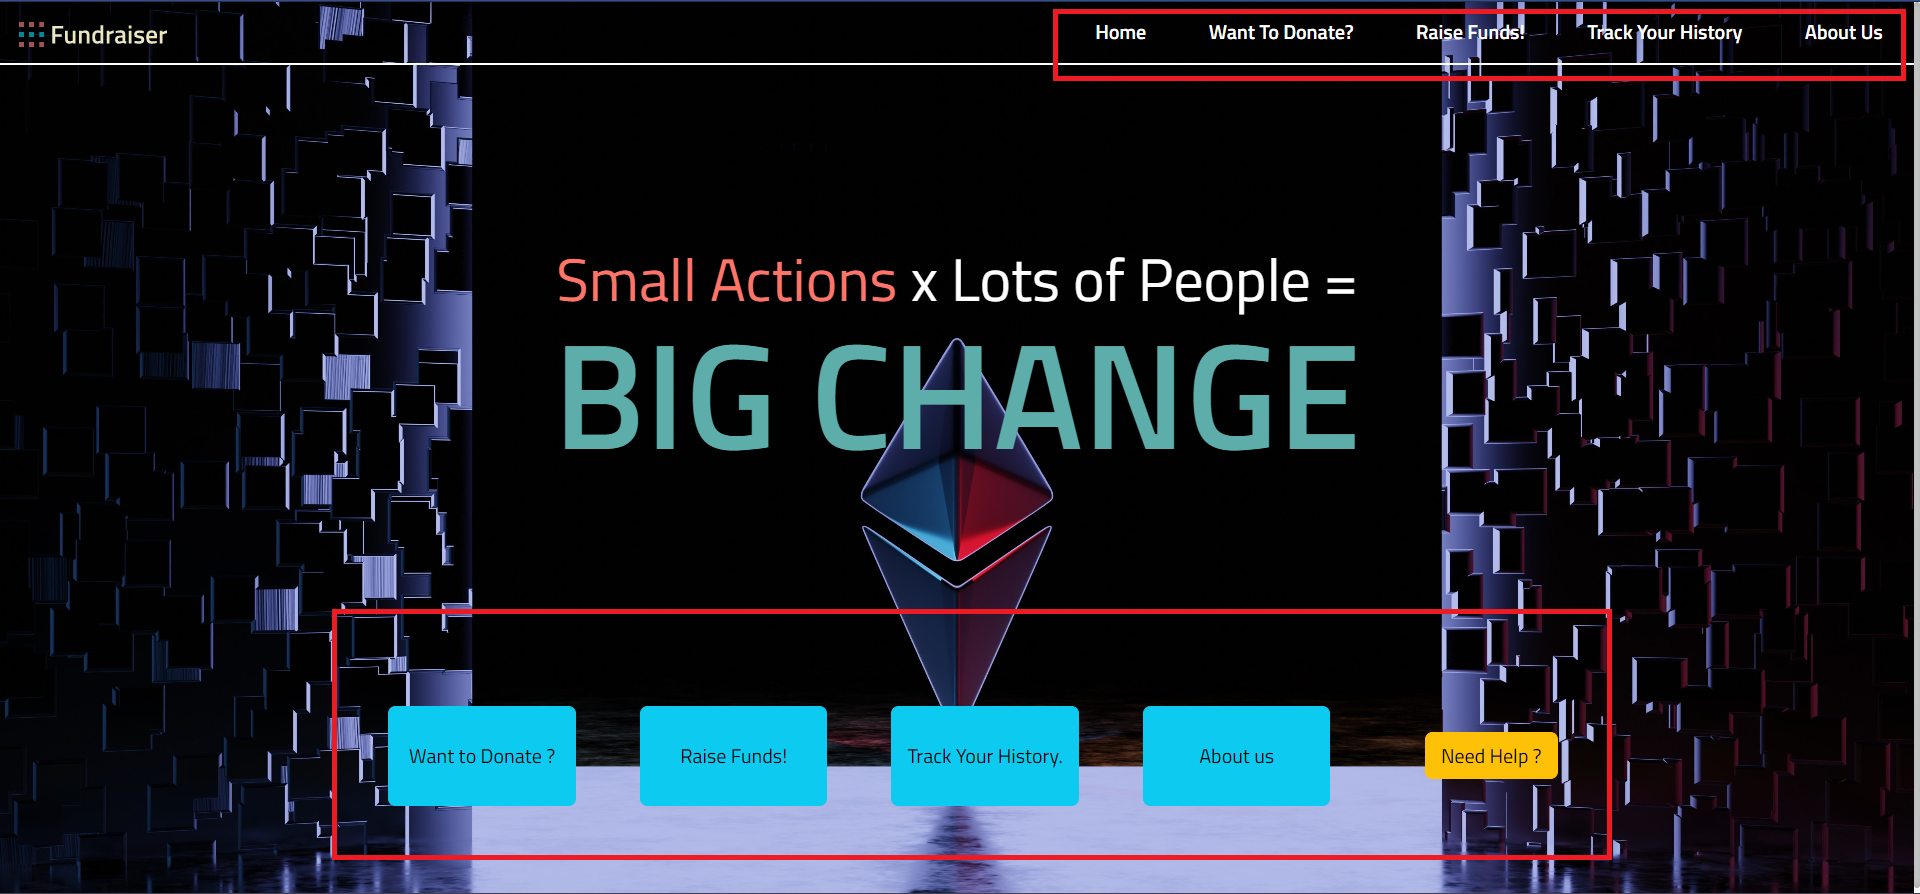 Fundraiser
Home Want To Donate? Raise Funds! Track Your History About Us
Small Actions x Lots of People =
BIG CHANGE
Want to Donate ? Raise Funds! Track Your History. About us Need Help ?